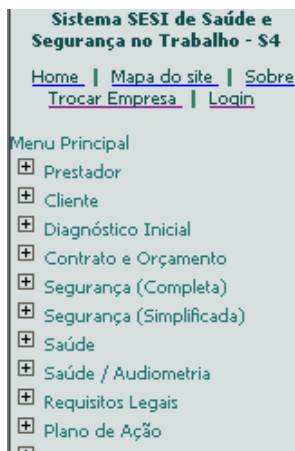 Sistema SESI de Saúde e
Segurança no Trabalho - S4
Home | Mapa do site | Sobre
Trocar Empresa | Login
Menu Principal
Prestador
Cliente
Diagnóstico Inicial
Contrato e Orçamento
Segurança (Completa)
Segurança (Simplificada)
Saúde
Saúde / Audiometria
Requisitos Legais
Plano de Ação